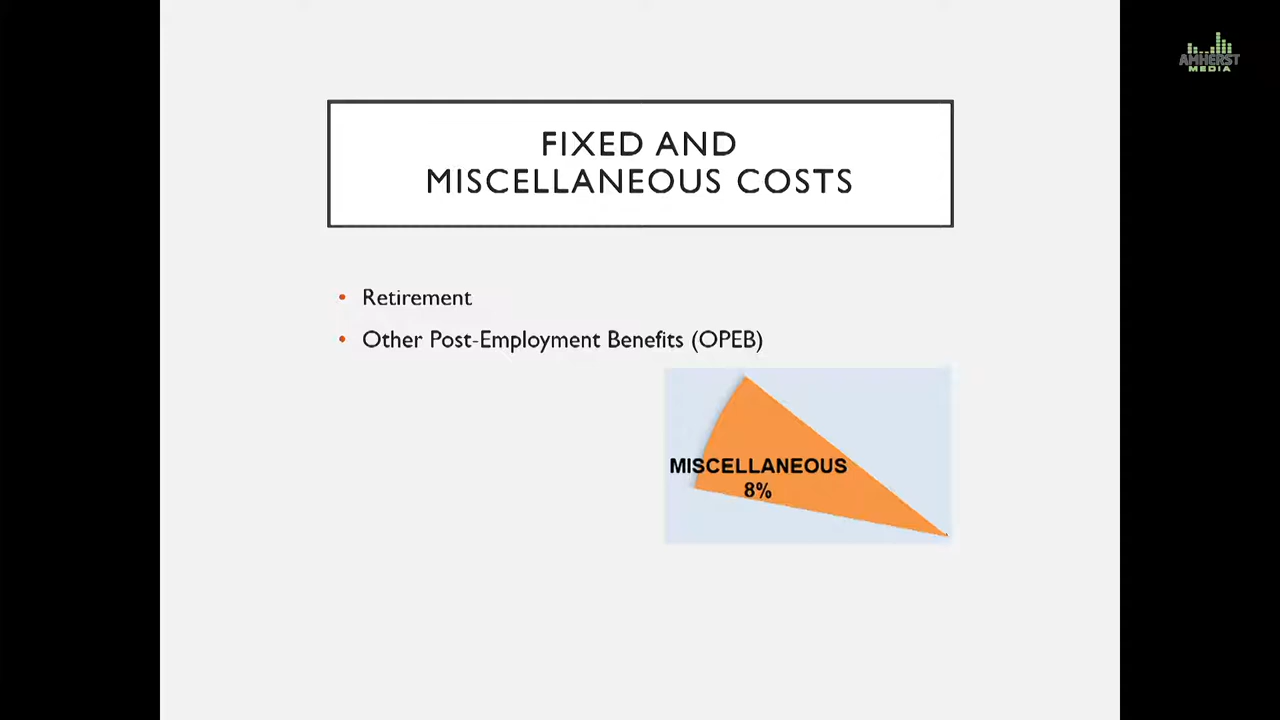 AMHERST
MEDIA
FIXED AND
MISCELLANEOUS COSTS
• Retirement
• Other Post-Employment Benefits (OPEB)
MISCELLANEOUS
8%